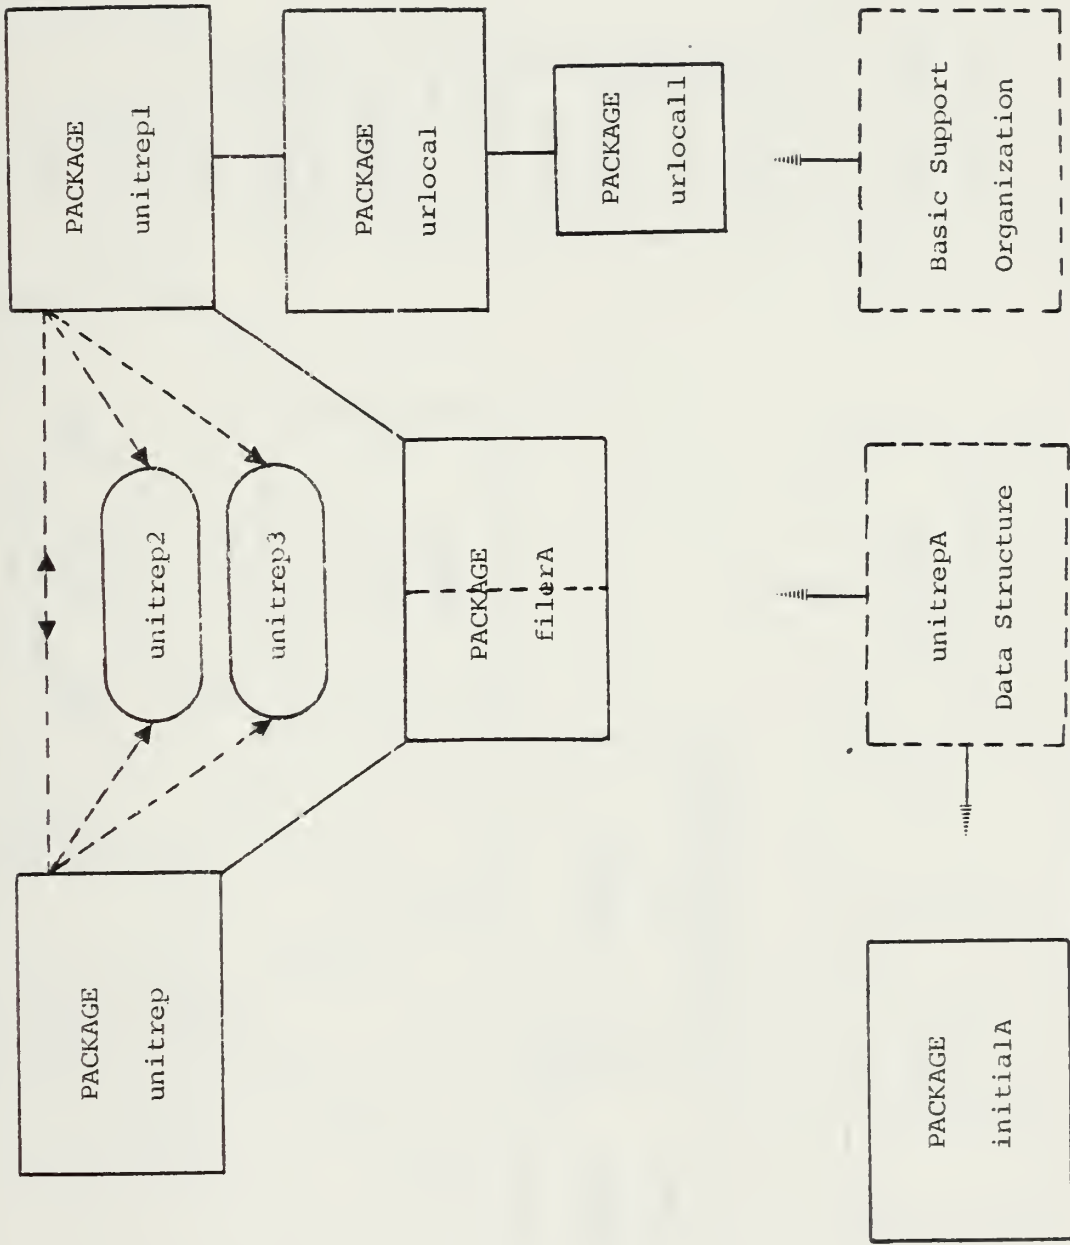 PACKAGE
unitrep
unitrep2
unitrep3
PACKAGE
unitrep1
PACKAGE
filerA
PACKAGE
urlocal
PACKAGE
urlocal1
PACKAGE
initialA
unitrepA
Data Structure
Basic Support
Organization